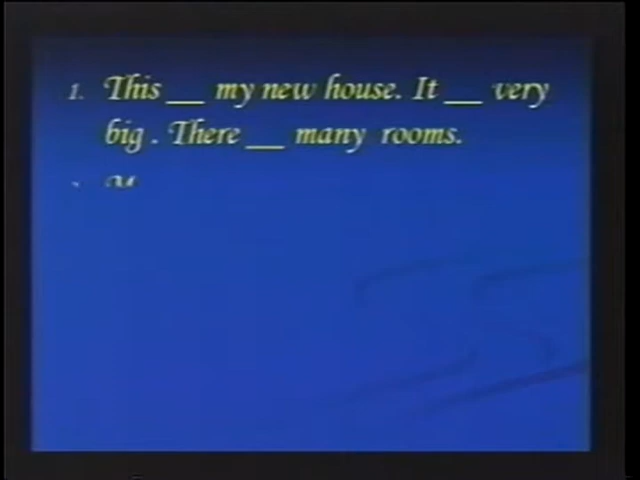 1. This __ my new house. It __ very
big . There __ many rooms.